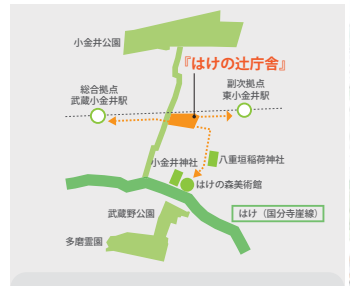 小金井公園
『はけの辻庁舎』
総合拠点
武蔵小金井駅
副次拠点
東小金井駅
小金井神社
八重垣稲荷神社
はけの森美術館
武蔵野公園
はけ（国分寺崖線）
多磨霊園